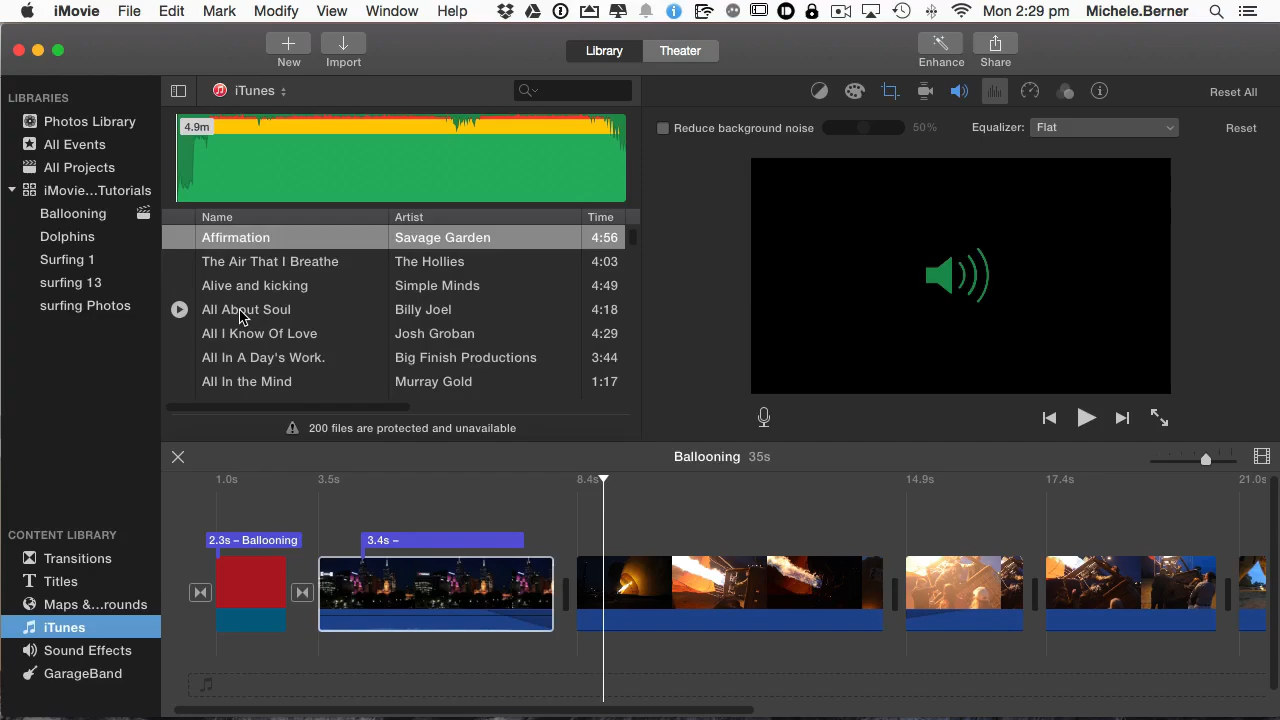 iMovie File Edit Mark Modify View Window Help Mon 2:29 pm Michele.Berner
New Import Library Theater Enhance Share
LIBRARIES
Photos Library
All Events
All Projects
iMovie...Tutorials
Ballooning
Dolphins
Surfing 1
surfing 13
surfing Photos
CONTENT LIBRARY
Transitions
Titles
Maps &...rounds
iTunes
Sound Effects
GarageBand
iTunes
4.9m
Name Artist Time
Affirmation Savage Garden 4:56
The Air That I Breathe The Hollies 4:03
Alive and kicking Simple Minds 4:49
All About Soul Billy Joel 4:18
All I Know Of Love Josh Groban 4:29
All In A Day's Work. Big Finish Productions 3:44
All In the Mind Murray Gold 1:17
200 files are protected and unavailable
Reset All
Reduce background noise 50% Equalizer: Flat Reset
Ballooning 35s
1.0s 3.5s 8.4s 14.9s 17.4s 21.0s
2.3s – Ballooning 3.4s –